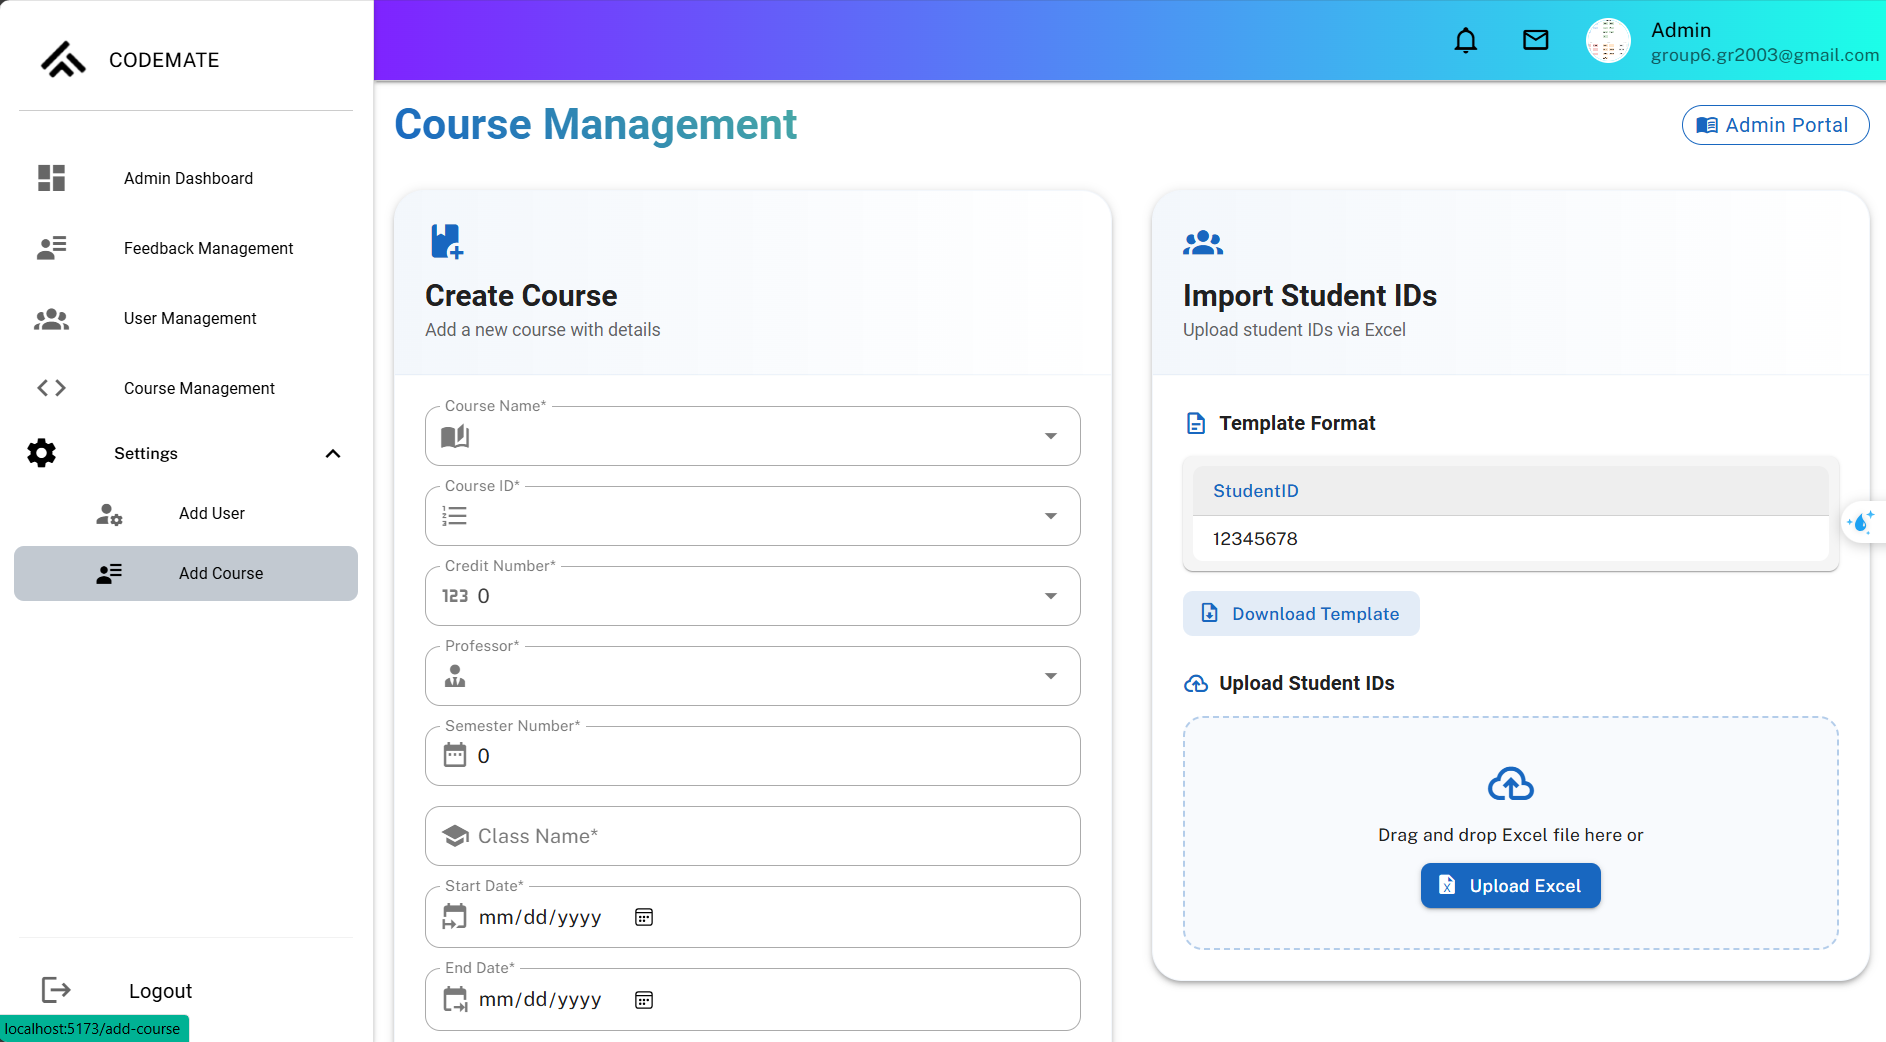 CODEMATE
Admin
group6.gr2003@gmail.com
Admin Dashboard
Feedback Management
User Management
Course Management
Settings
Add User
Add Course
Logout
localhost:5173/add-course
Course Management
Admin Portal
Create Course
Add a new course with details
Course Name*
Course ID*
Credit Number*
123 0
Professor*
Semester Number*
0
Class Name*
Start Date*
mm/dd/yyyy
End Date*
mm/dd/yyyy
Import Student IDs
Upload student IDs via Excel
Template Format
StudentID
12345678
Download Template
Upload Student IDs
Drag and drop Excel file here or
Upload Excel